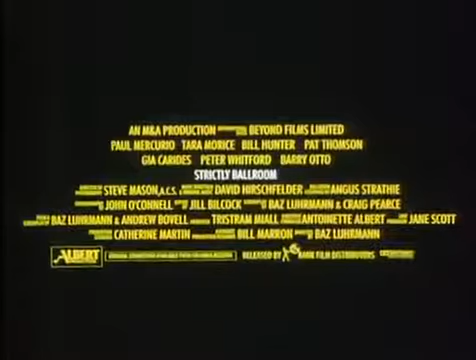 AN M&A PRODUCTION BEYOND FILMS LIMITED
PAUL MERCURIO TARA MORICE BILL HUNTER PAT THOMSON
GIA CARIDES PETER WHITFORD BARRY OTTO
STRICTLY BALLROOM
STEVE MASON, A.C.S. DAVID HIRSCHFELDER ANGUS STRATHIE
JOHN O'CONNELL JILL BILCOCK BAZ LUHRMANN & CRAIG PEARCE
BAZ LUHRMANN & ANDREW BOVELL TRISTRAM MIALL ANTOINETTE ALBERT JANE SCOTT
CATHERINE MARTIN BILL MARRON BAZ LUHRMANN
ALBERT RELEASED BY FILM DISTRIBUTORS